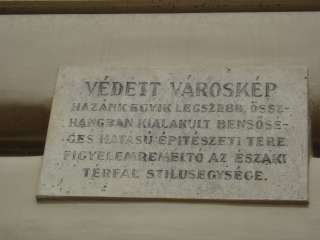 VÉDETT VÁROSKÉP
HAZÁNK EGYIK LEGSZEBB, ÖSSZ-
HANGBAN KIALAKULT BENSŐSÉ-
GES HATÁSÚ ÉPÍTÉSZETI TERE.
FIGYELEMREMÉLTÓ AZ ÉSZAKI
TÉRFAL STÍLUSEGYSÉGE.